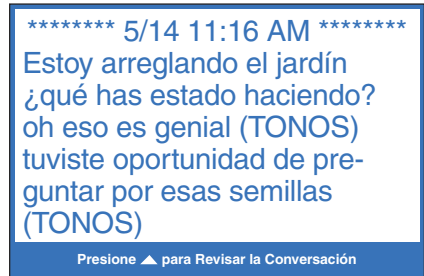 ******** 5/14 11:16 AM ********
Estoy arreglando el jardín
¿qué has estado haciendo?
oh eso es genial (TONOS)
tuviste oportunidad de pre-
guntar por esas semillas
(TONOS)
Presione ▲ para Revisar la Conversación